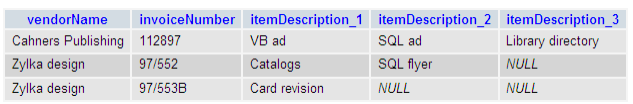 vendorName invoiceNumber itemDescription_1 itemDescription_2 itemDescription_3
Cahners Publishing 112897 VB ad SQL ad Library directory
Zylka design 97/552 Catalogs SQL flyer NULL
Zylka design 97/553B Card revision NULL NULL